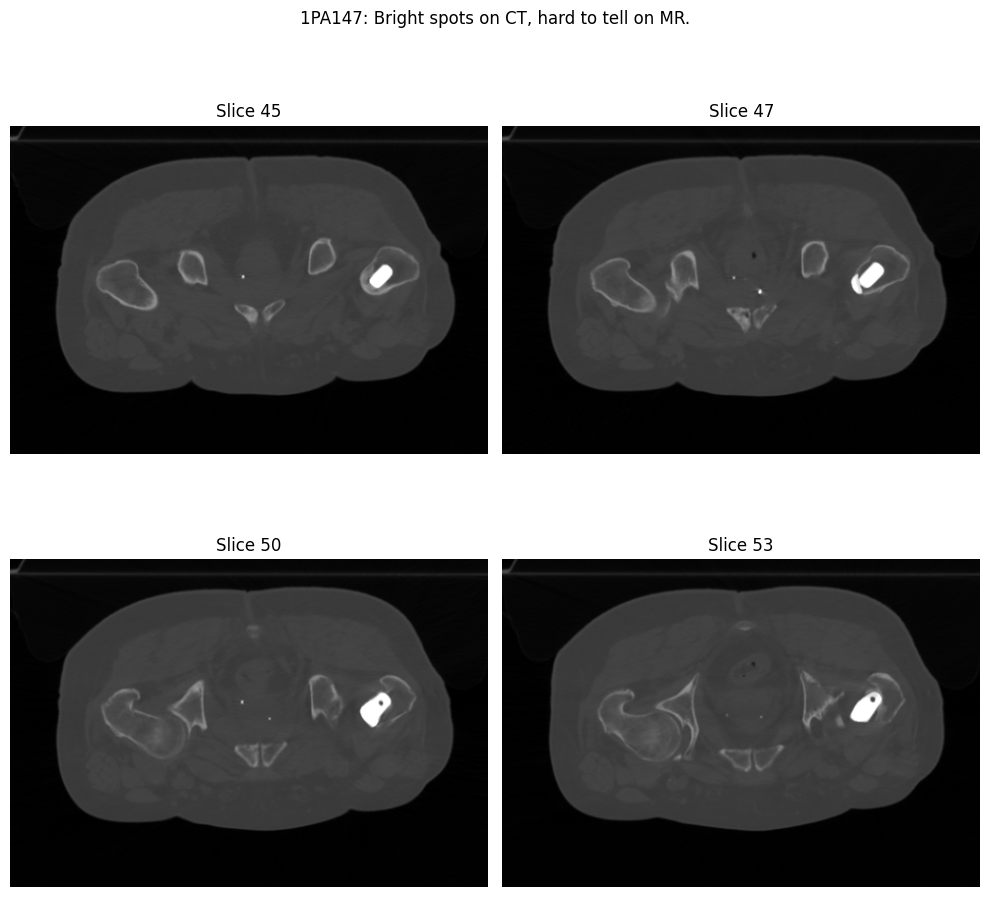 1PA147: Bright spots on CT, hard to tell on MR.
Slice 45
Slice 47
Slice 50
Slice 53